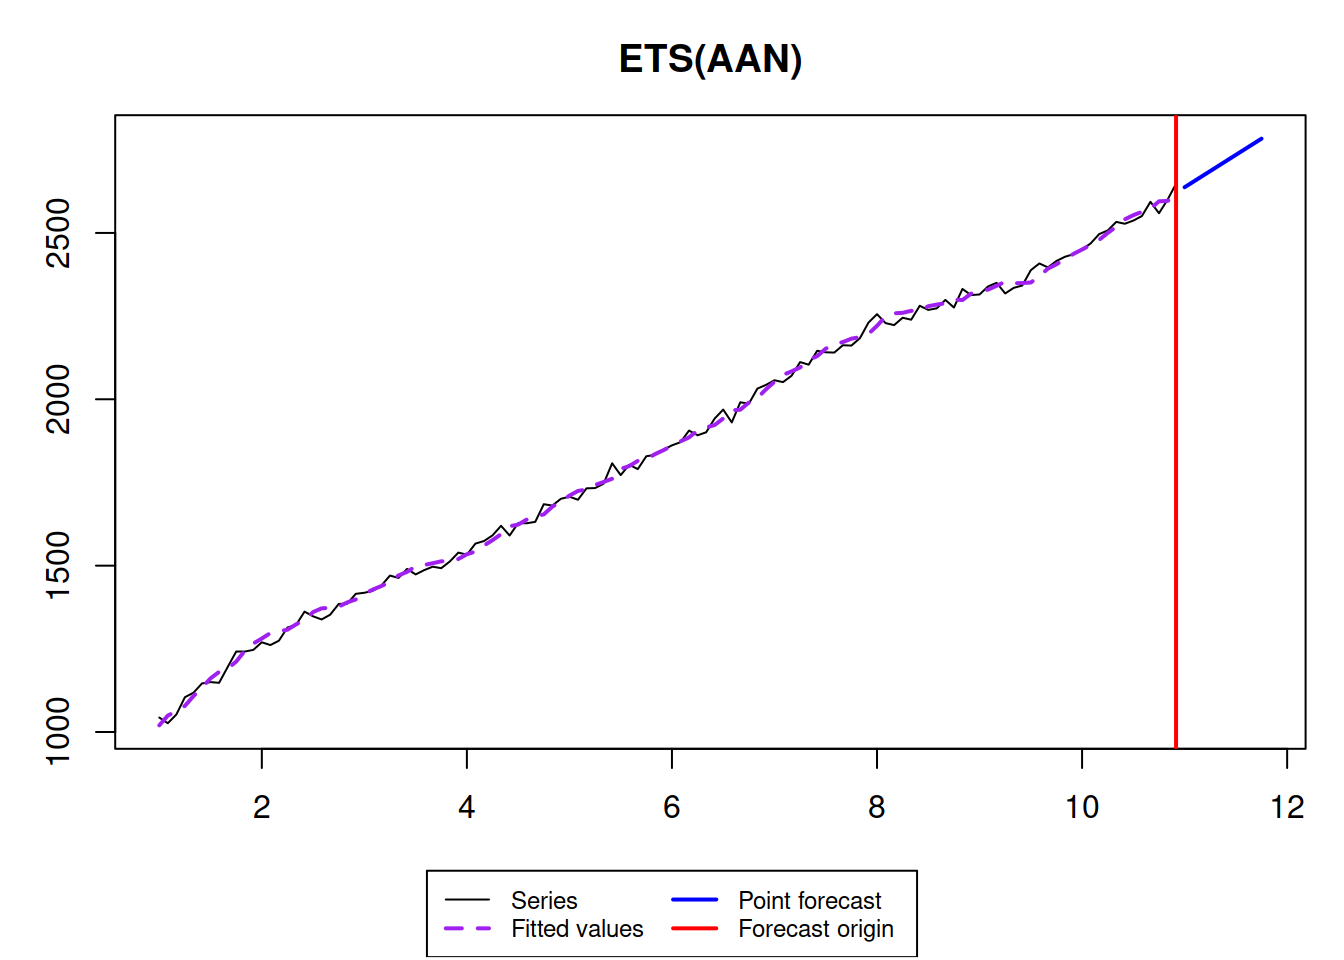 ETS(AAN)
2500
2000
1500
1000
2 4 6 8 10 12
Series Point forecast
Fitted values Forecast origin